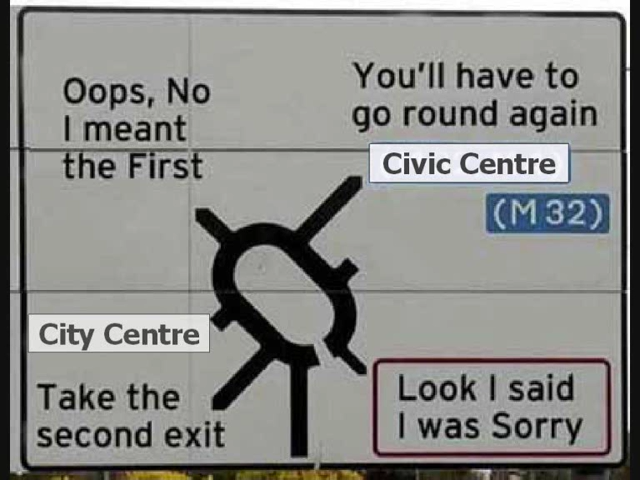 Oops, No
I meant
the First
You'll have to
go round again
Civic Centre
(M 32)
City Centre
Take the
second exit
Look I said
I was Sorry